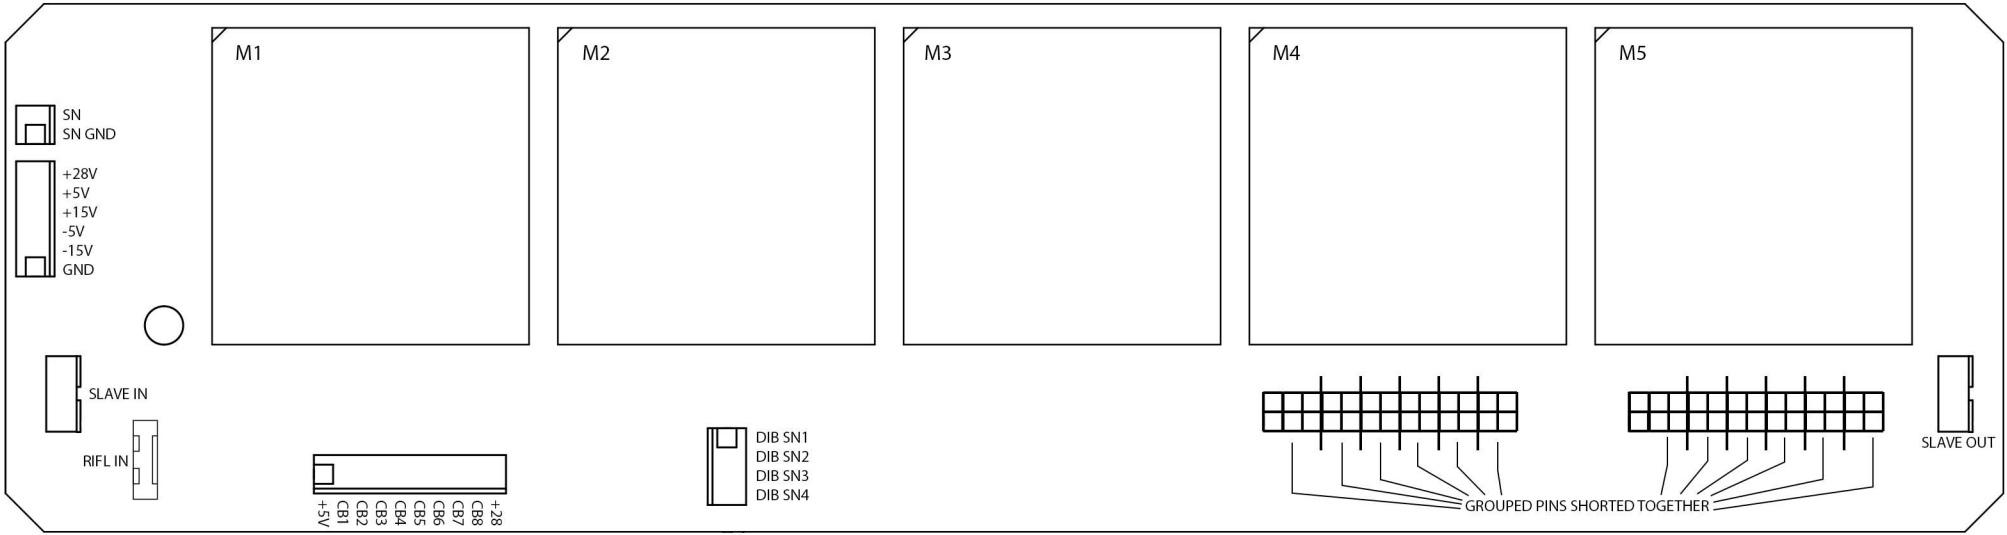 M1
M2
M3
M4
M5
SN
SN GND
+28V
+5V
+15V
-5V
-15V
GND
SLAVE IN
RIFL IN
+5V
CB1
CB2
CB3
CB4
CB5
CB6
CB7
CB8
+28
DIB SN1
DIB SN2
DIB SN3
DIB SN4
GROUPED PINS SHORTED TOGETHER
SLAVE OUT